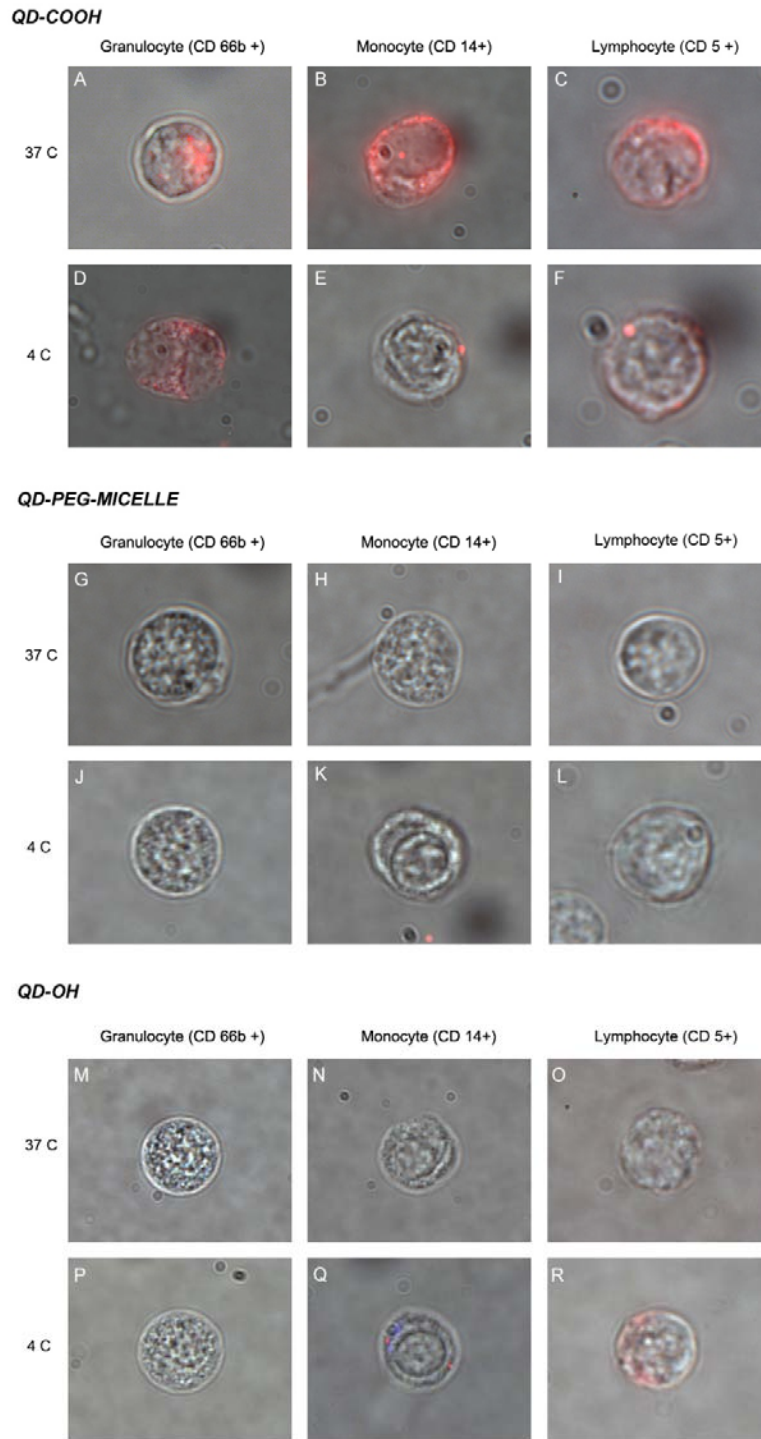 QD-COOH
Granulocyte (CD 66b +) Monocyte (CD 14+) Lymphocyte (CD 5 +)
37 C A B C
4 C D E F
QD-PEG-MICELLE
Granulocyte (CD 66b +) Monocyte (CD 14+) Lymphocyte (CD 5+)
37 C G H I
4 C J K L
QD-OH
Granulocyte (CD 66b +) Monocyte (CD 14+) Lymphocyte (CD 5+)
37 C M N O
4 C P Q R